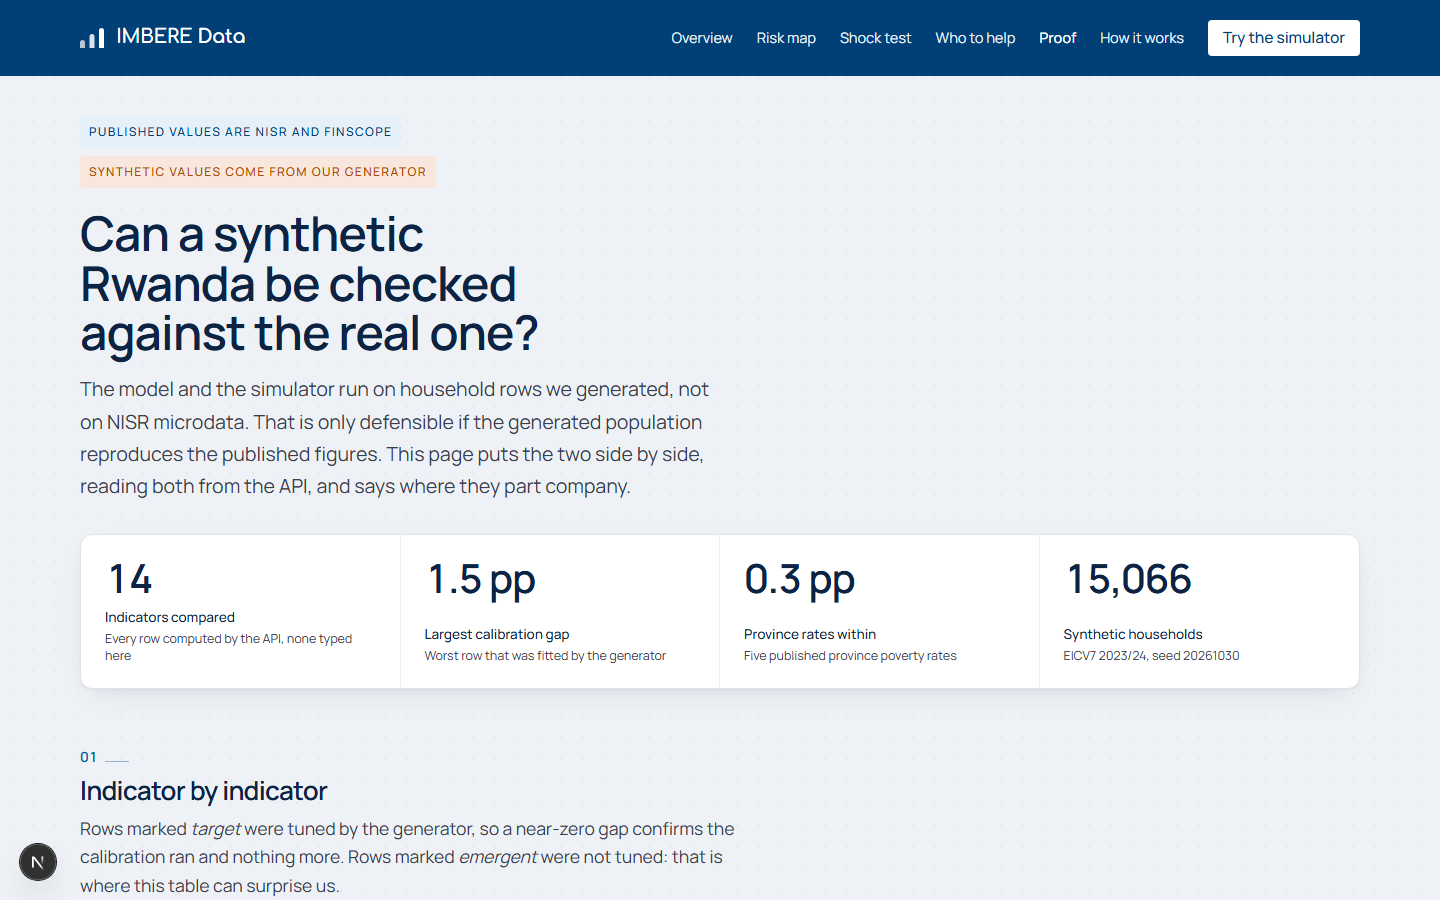 IMBERE Data
Overview
Risk map
Shock test
Who to help
Proof
How it works
Try the simulator
PUBLISHED VALUES ARE NISR AND FINSCOPE
SYNTHETIC VALUES COME FROM OUR GENERATOR
Can a synthetic
Rwanda be checked
against the real one?
The model and the simulator run on household rows we generated, not
on NISR microdata. That is only defensible if the generated population
reproduces the published figures. This page puts the two side by side,
reading both from the API, and says where they part company.
14
Indicators compared
Every row computed by the API, none typed
here
1.5 pp
Largest calibration gap
Worst row that was fitted by the generator
0.3 pp
Province rates within
Five published province poverty rates
15,066
Synthetic households
EICV7 2023/24, seed 20261030
01
Indicator by indicator
Rows marked target were tuned by the generator, so a near-zero gap confirms the
calibration ran and nothing more. Rows marked emergent were not tuned: that is
where this table can surprise us.
N